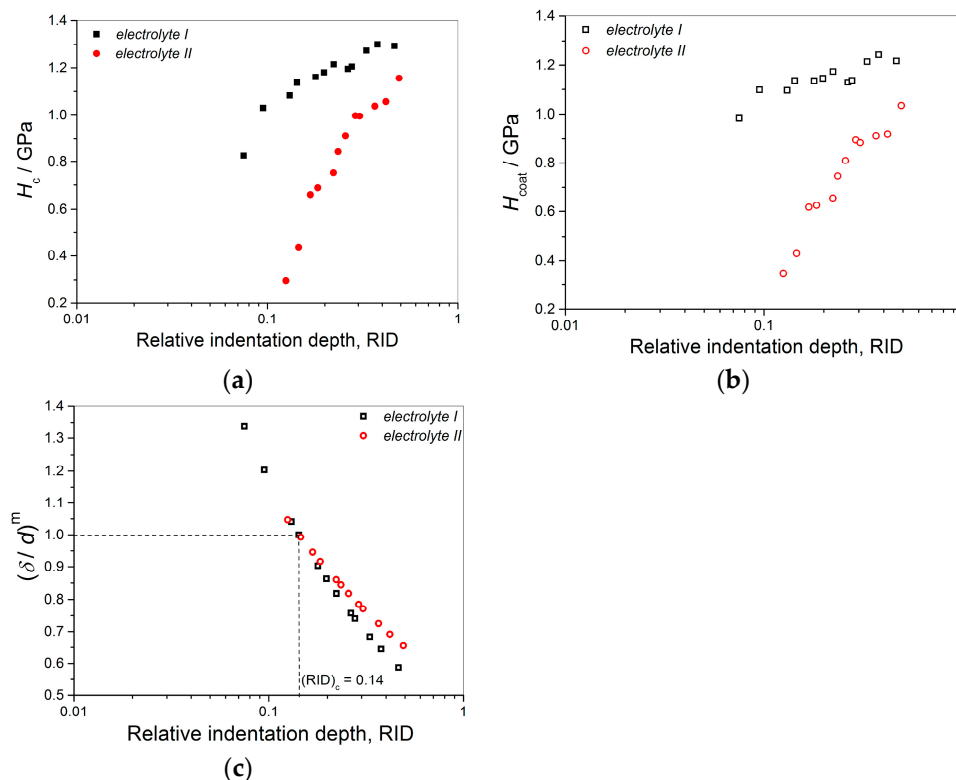 1.4
1.2
1.0
0.8
0.6
0.4
0.2
H_c / GPa
electrolyte I
electrolyte II
0.01
0.1
1
Relative indentation depth, RID
(a)
1.4
1.2
1.0
0.8
0.6
0.4
0.2
H_coat / GPa
electrolyte I
electrolyte II
0.01
0.1
Relative indentation depth, RID
(b)
1.4
1.3
1.2
1.1
1.0
0.9
0.8
0.7
0.6
0.5
(δ / d)^m
electrolyte I
electrolyte II
(RID)_c = 0.14
0.01
0.1
1
Relative indentation depth, RID
(c)